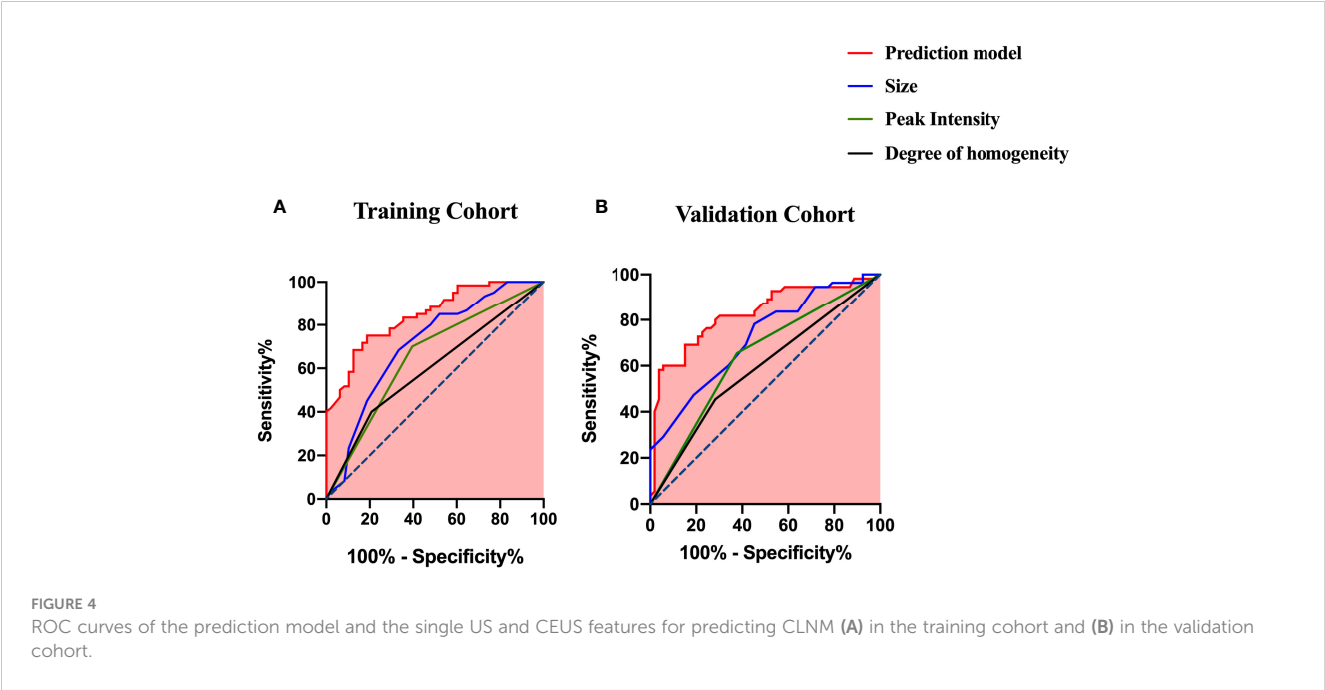 Prediction model
Size
Peak Intensity
Degree of homogeneity
A
Training Cohort
100
80
60
40
20
0
Sensitivity%
0 20 40 60 80 100
100% - Specificity%
B
Validation Cohort
100
80
60
40
20
0
Sensitivity%
0 20 40 60 80 100
100% - Specificity%
FIGURE 4
ROC curves of the prediction model and the single US and CEUS features for predicting CLNM (A) in the training cohort and (B) in the validation
cohort.